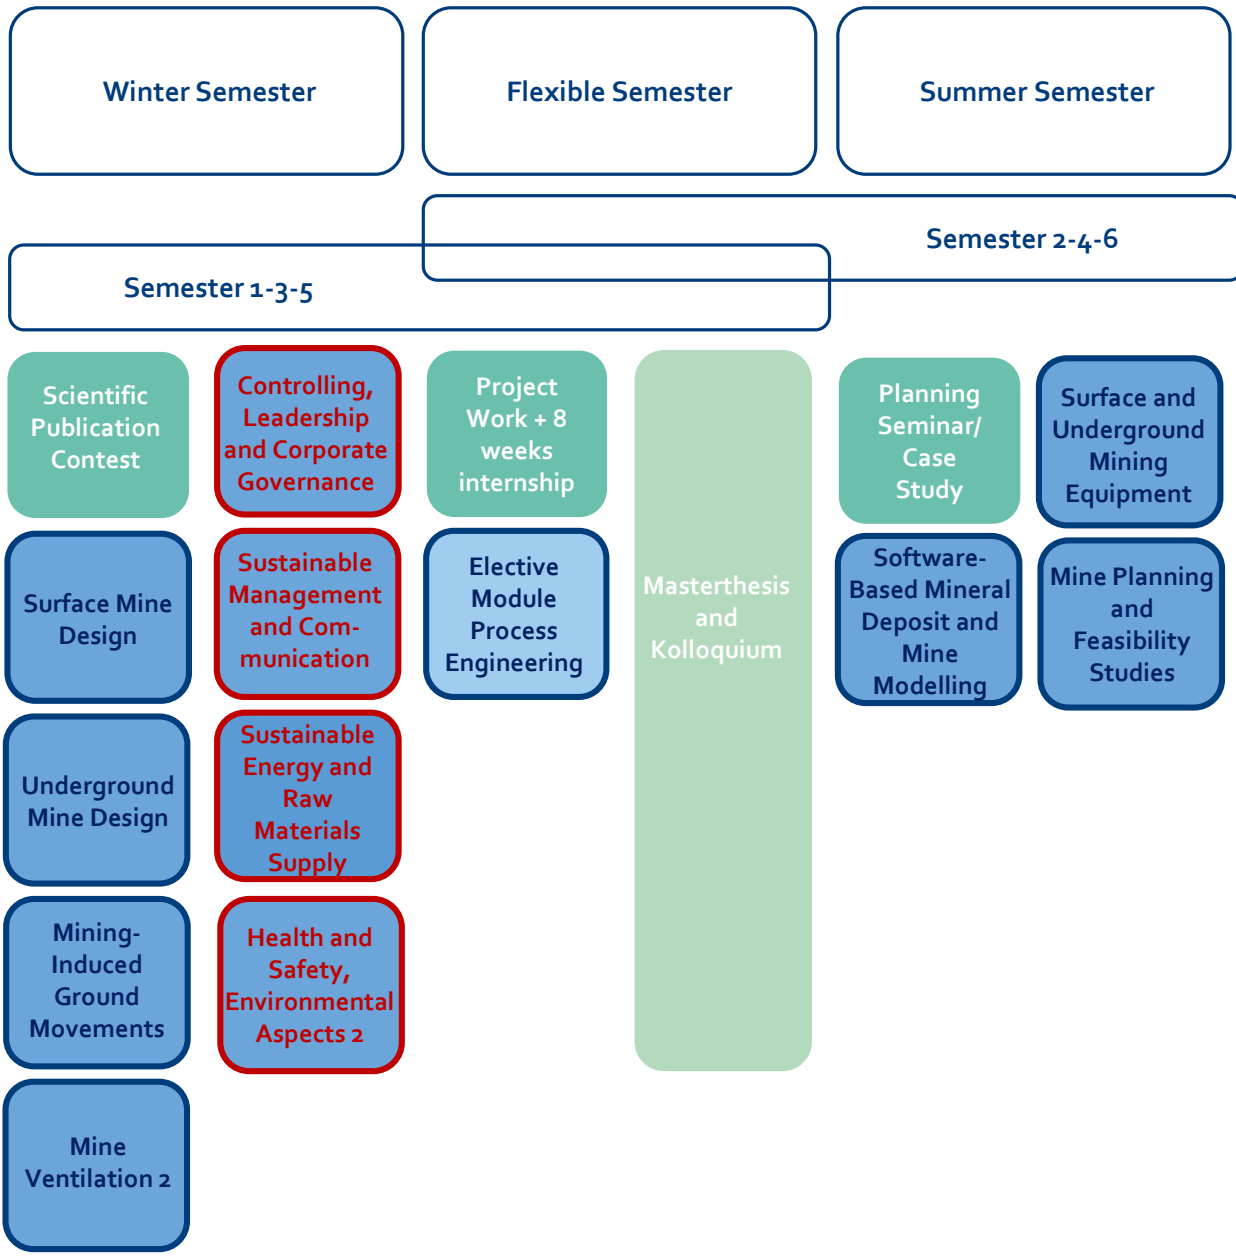 Winter Semester
Flexible Semester
Summer Semester
Semester 2-4-6
Semester 1-3-5
Scientific
Publication
Contest
Controlling,
Leadership
and Corporate
Governance
Project
Work + 8
weeks
internship
Masterthesis
and
Kolloquium
Planning
Seminar/
Case
Study
Surface and
Underground
Mining
Equipment
Surface Mine
Design
Sustainable
Management
and Com-
munication
Elective
Module
Process
Engineering
Software-
Based Mineral
Deposit and
Mine
Modelling
Mine Planning
and
Feasibility
Studies
Underground
Mine Design
Sustainable
Energy and
Raw
Materials
Supply
Mining-
Induced
Ground
Movements
Health and
Safety,
Environmental
Aspects 2
Mine
Ventilation 2